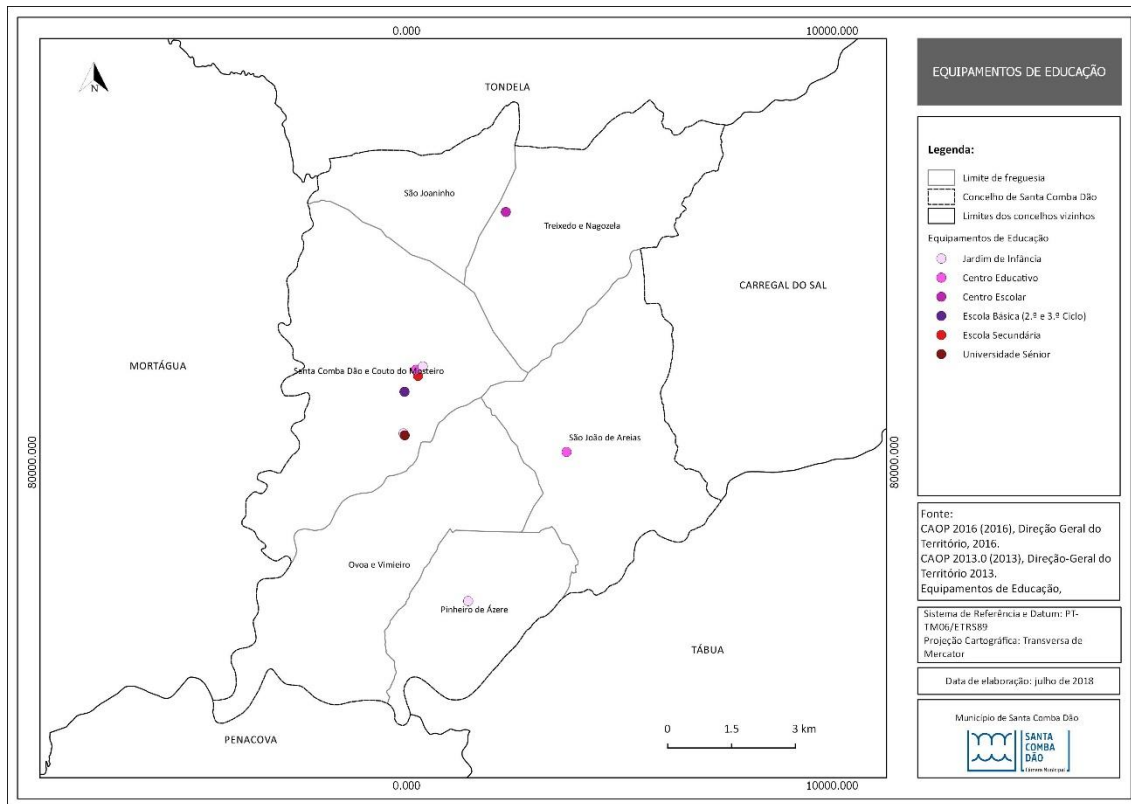 0.000
10000.000
N
TONDELA
São Joaninho
Treixedo e Nagozela
CARREGAL DO SAL
MORTÁGUA
Santa Comba Dão e Couto do Mosteiro
São João de Areias
80000.000
80000.000
Ovoa e Vimieiro
Pinheiro de Ázere
TÁBUA
PENACOVA
0 1.5 3 km
0.000
10000.000
EQUIPAMENTOS DE EDUCAÇÃO
Legenda:
Limite de freguesia
Concelho de Santa Comba Dão
Limites dos concelhos vizinhos
Equipamentos de Educação
Jardim de Infância
Centro Educativo
Centro Escolar
Escola Básica (2.º e 3.º Ciclo)
Escola Secundária
Universidade Sénior
Fonte:
CAOP 2016 (2016), Direção Geral do
Território, 2016.
CAOP 2013.0 (2013), Direção-Geral do
Território 2013.
Equipamentos de Educação,
Sistema de Referência e Datum: PT-
TM06/ETRS89
Projeção Cartográfica: Transversa de
Mercator
Data de elaboração: julho de 2018
Município de Santa Comba Dão
SANTA
COMBA
DÃO
Câmara Municipal